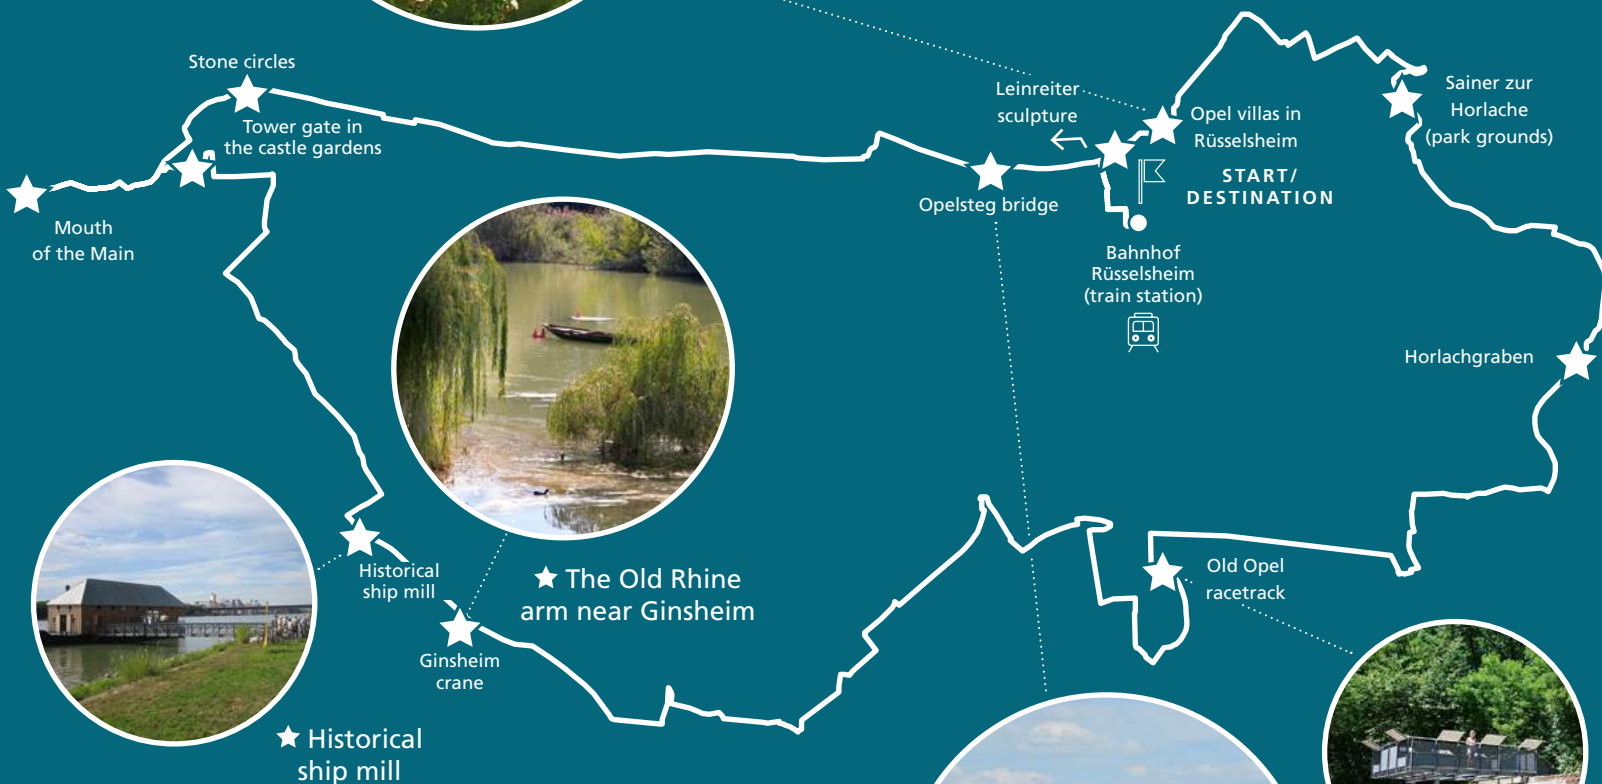 Stone circles
Tower gate in
the castle gardens
Mouth
of the Main
Leinreiter
sculpture
Opel villas in
Rüsselsheim
START/
DESTINATION
Sainer zur
Horlache
(park grounds)
Opelsteg bridge
Bahnhof
Rüsselsheim
(train station)
Horlachgraben
Historical
ship mill
The Old Rhine
arm near Ginsheim
Old Opel
racetrack
Ginsheim
crane
Historical
ship mill